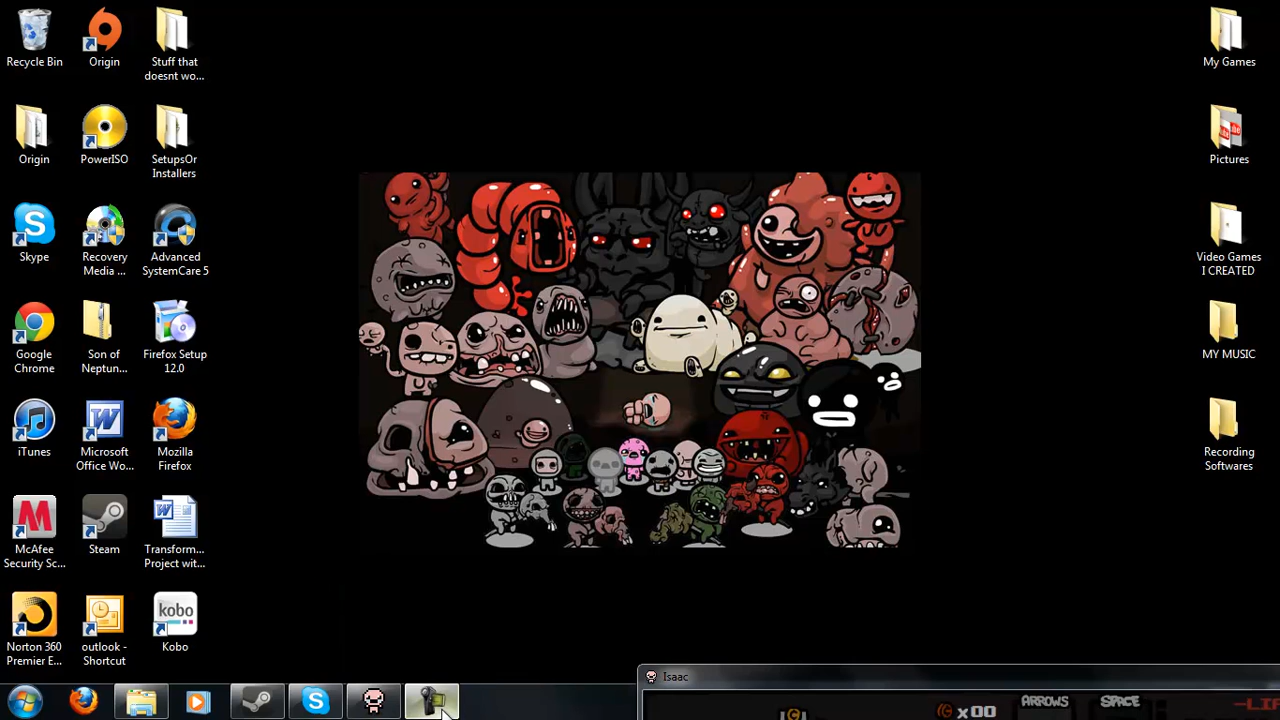 Recycle Bin
Origin
Stuff that
doesnt wo...
Origin
PowerISO
SetupsOr
Installers
Skype
Recovery
Media ...
Advanced
SystemCare 5
Google
Chrome
Son of
Neptun...
Firefox Setup
12.0
iTunes
Microsoft
Office Wo...
Mozilla
Firefox
McAfee
Security Sc...
Steam
Transform...
Project wit...
Norton 360
Premier E...
outlook -
Shortcut
kobo
Kobo
My Games
Pictures
Video Games
I CREATED
MY MUSIC
Recording
Softwares
Isaac
x00
ARROWS
SPACE